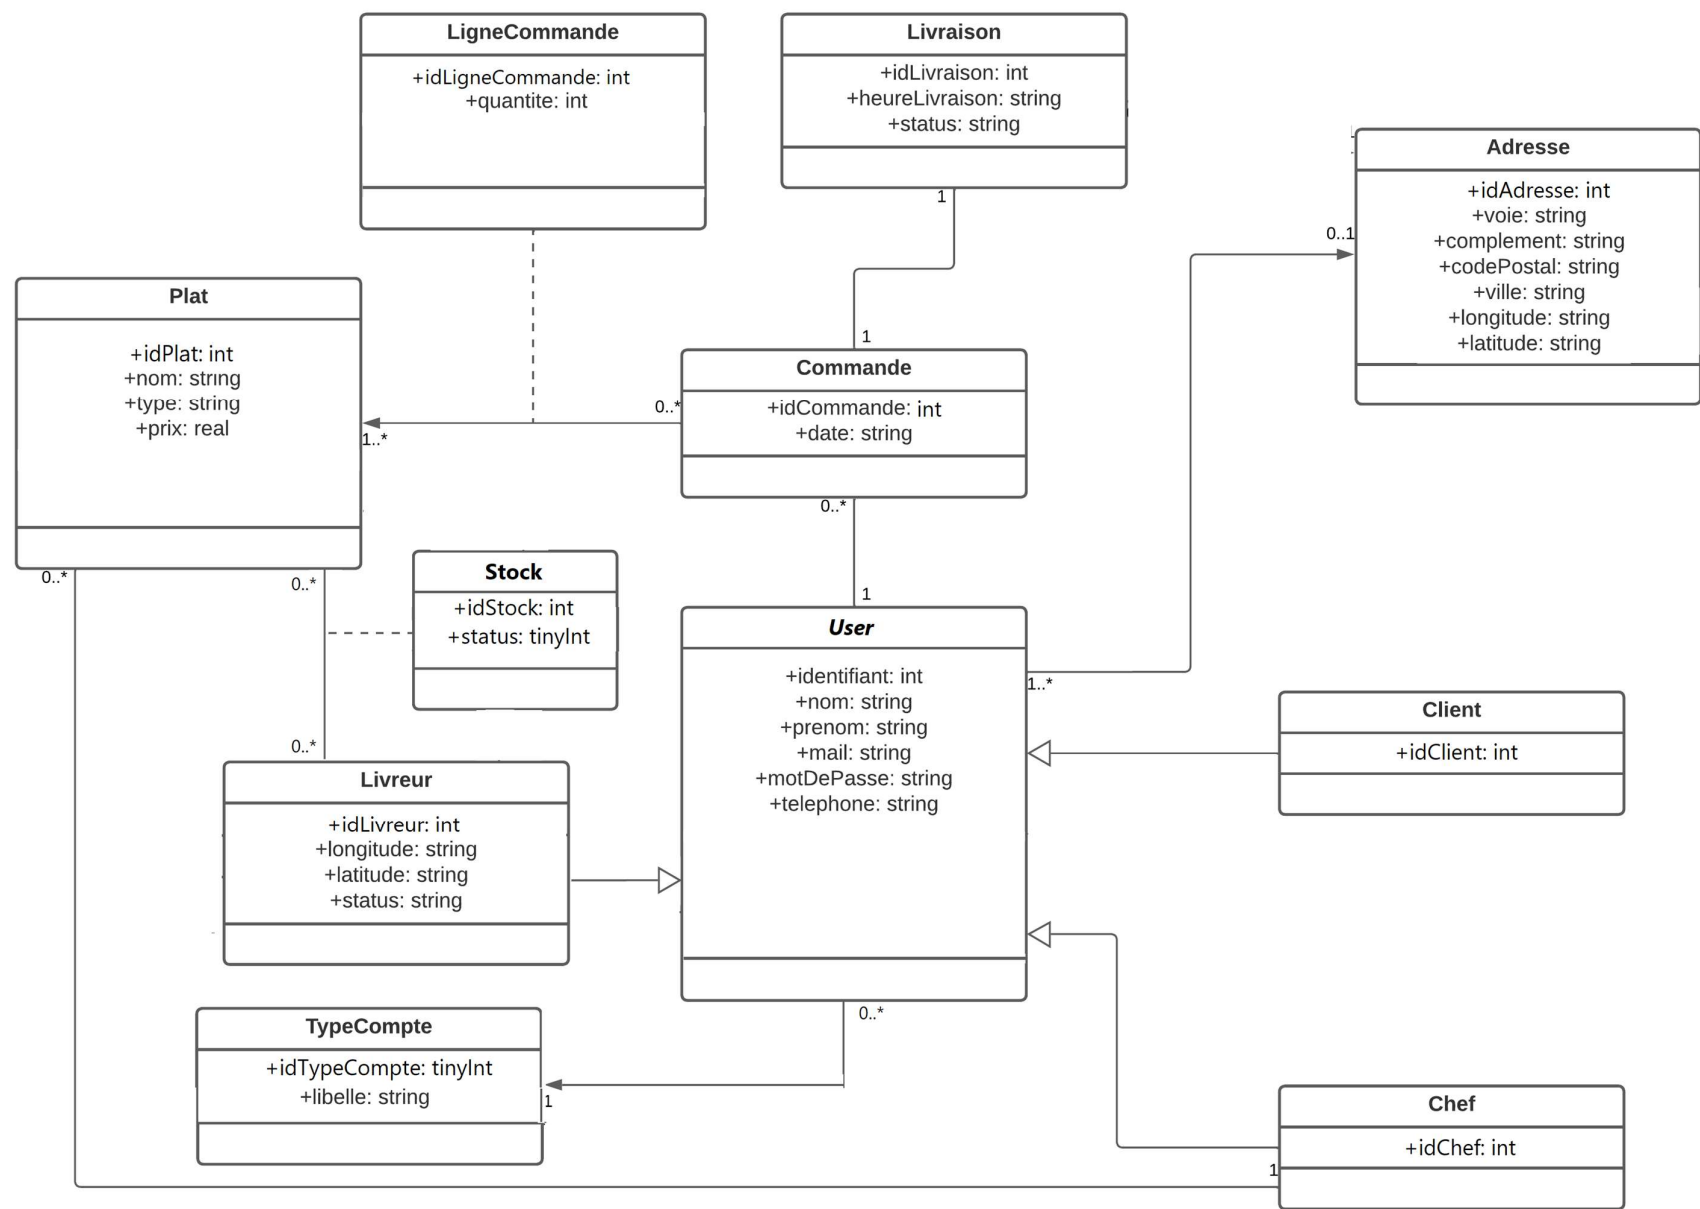 LigneCommande
+idLigneCommande: int
+quantite: int
Livraison
+idLivraison: int
+heureLivraison: string
+status: string
1
Adresse
+idAdresse: int
+voie: string
+complement: string
+codePostal: string
+ville: string
+longitude: string
+latitude: string
0..1
Plat
+idPlat: int
+nom: string
+type: string
+prix: real
1..*
0..*
1
Commande
+idCommande: int
+date: string
0..*
0..*
0..*
Stock
+idStock: int
+status: tinyInt
1
User
+identifiant: int
+nom: string
+prenom: string
+mail: string
+motDePasse: string
+telephone: string
1..*
Client
+idClient: int
0..*
Livreur
+idLivreur: int
+longitude: string
+latitude: string
+status: string
0..*
TypeCompte
+idTypeCompte: tinyInt
+libelle: string
1
Chef
+idChef: int
1